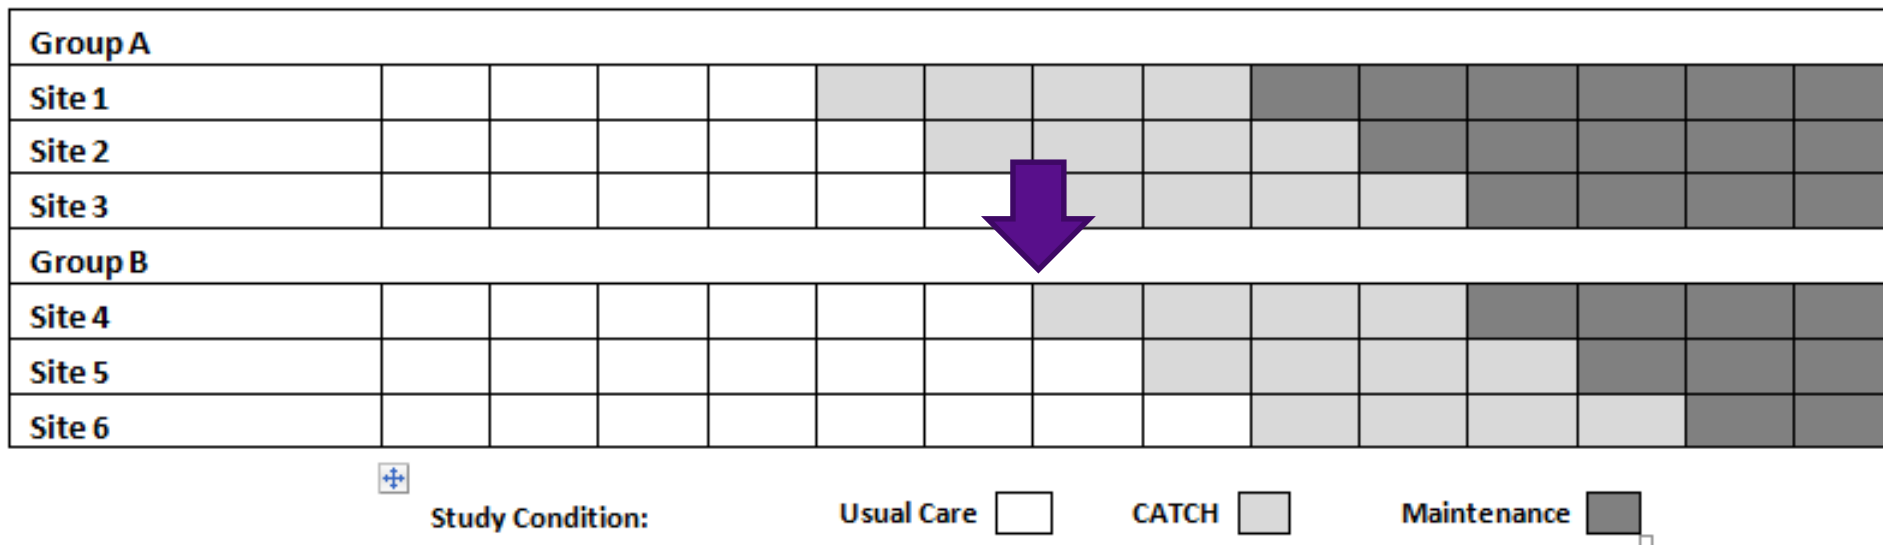 Group A
Site 1
Site 2
Site 3
Group B
Site 4
Site 5
Site 6
Study Condition: Usual Care CATCH Maintenance